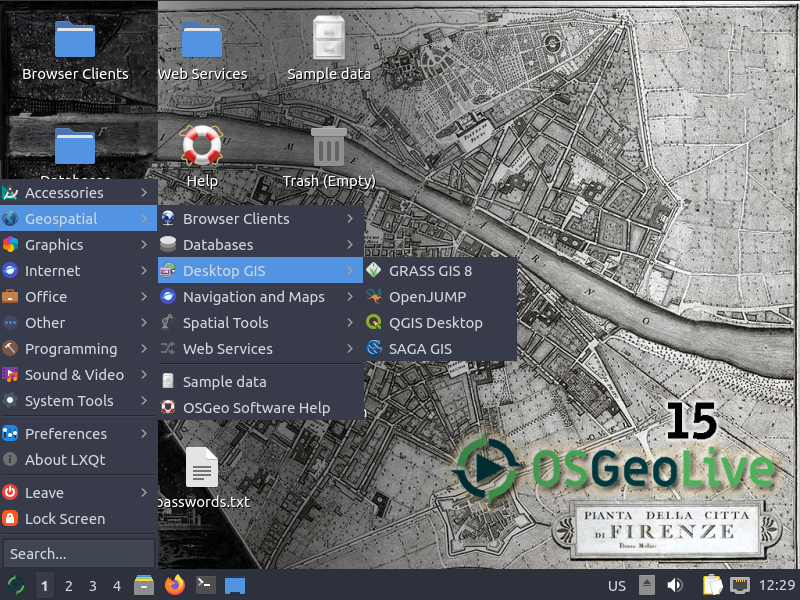 Browser Clients
Web Services
Sample data
Databases
Help
Trash (Empty)
Accessories
Geospatial
Graphics
Internet
Office
Other
Programming
Sound & Video
System Tools
Preferences
About LXQt
Leave
Lock Screen
Search...
Browser Clients
Databases
Desktop GIS
Navigation and Maps
Spatial Tools
Web Services
Sample data
OSGeo Software Help
GRASS GIS 8
OpenJUMP
QGIS Desktop
SAGA GIS
passwords.txt
A R N O
15
OSGeoLive
PIANTA DELLA CITTA
DI FIRENZE
1 2 3 4
US
12:29